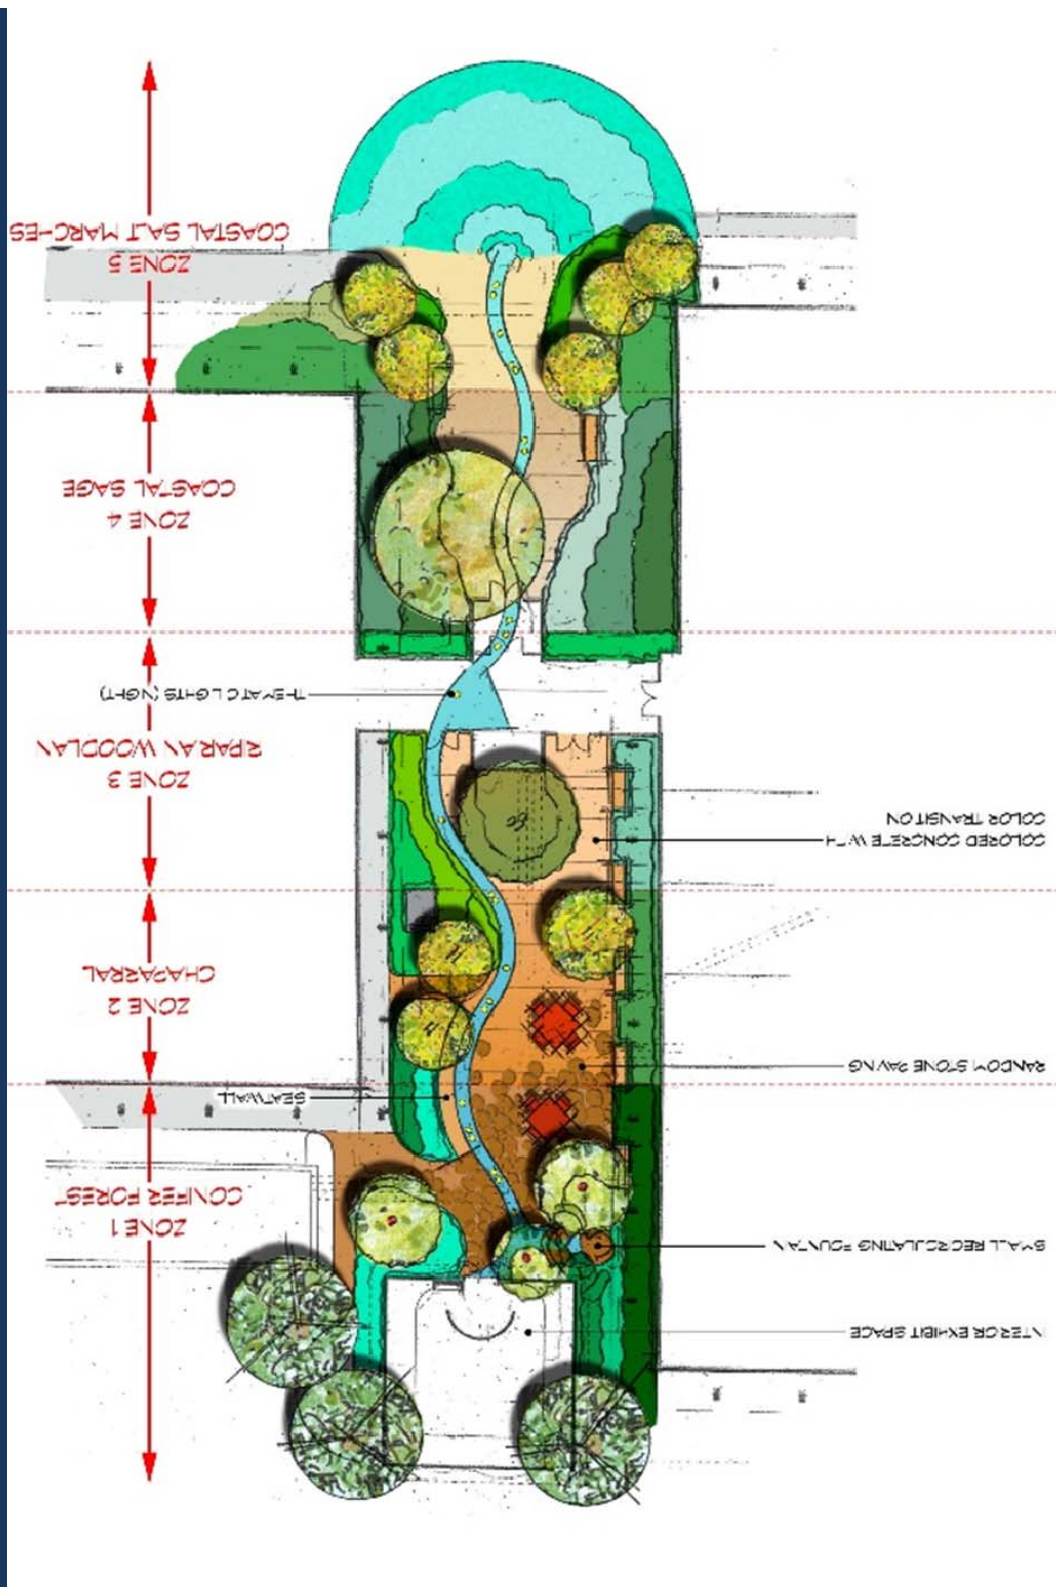 ZONE 1
CONIFER FOREST
INTERIOR EXHIBIT SPACE
SMALL RECIRCULATING FOUNTAIN
SEATWALL
RANDOM STONE PAVING
ZONE 2
CHAPARRAL
COLORED CONCRETE WITH
COLOR TRANSITION
ZONE 3
RIPARIAN WOODLAN
THEMATIC LIGHTS (NIGHT)
ZONE 4
COASTAL SAGE
ZONE 5
COASTAL SALT MARCHES